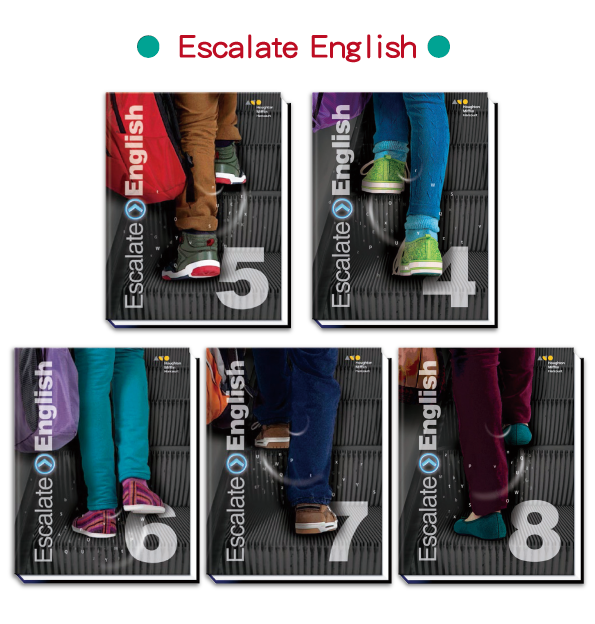 Escalate English
Escalate English
5
Houghton
Mifflin
Harcourt
Escalate English
4
Houghton
Mifflin
Harcourt
Escalate English
6
Houghton
Mifflin
Harcourt
Escalate English
7
Houghton
Mifflin
Harcourt
Escalate English
8
Houghton
Mifflin
Harcourt